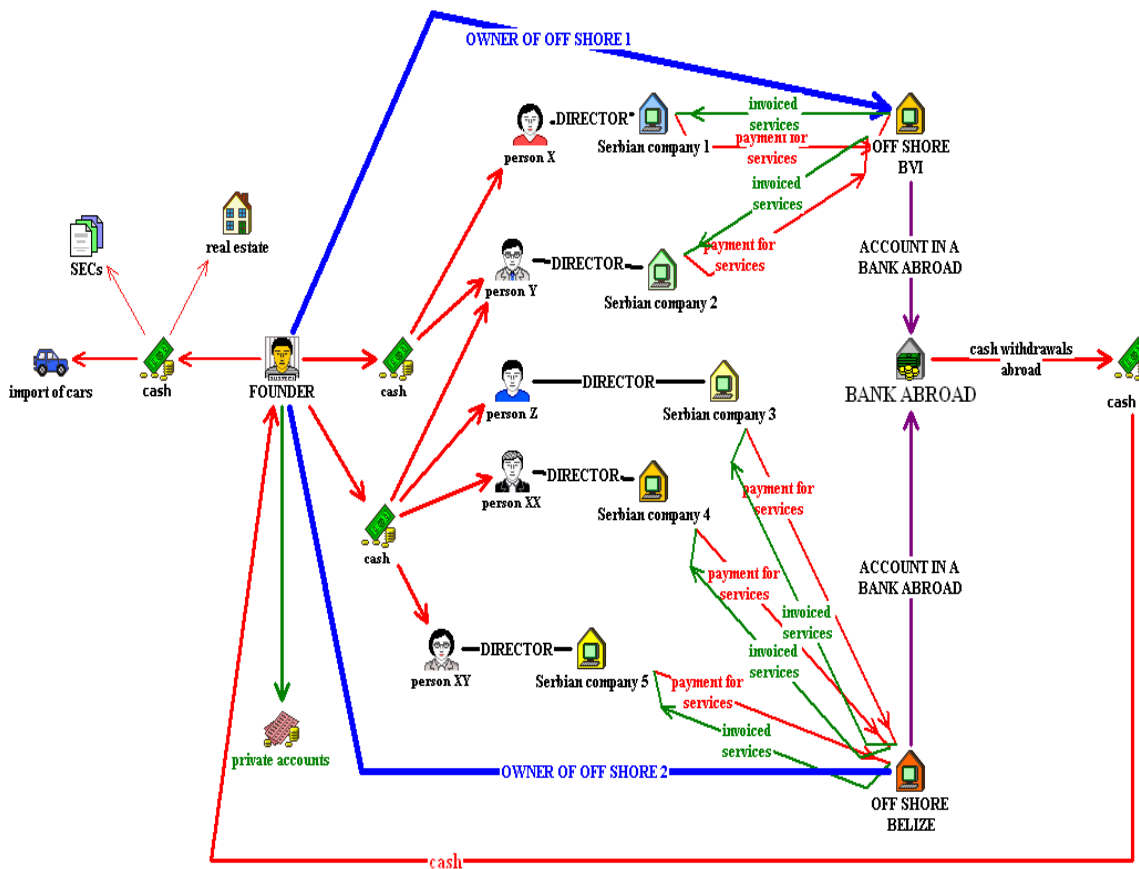 OWNER OF OFF SHORE 1
DIRECTOR
person X
Serbian company 1
invoiced
services
payment for
services
OFF SHORE
BVI
invoiced
services
payment for
services
SECs
real estate
DIRECTOR
person Y
Serbian company 2
ACCOUNT IN A
BANK ABROAD
import of cars
cash
FOUNDER
cash
DIRECTOR
person Z
Serbian company 3
BANK ABROAD
cash withdrawals
abroad
cash
DIRECTOR
person XX
Serbian company 4
payment for
services
cash
payment for
services
invoiced
services
ACCOUNT IN A
BANK ABROAD
invoiced
services
DIRECTOR
person XY
Serbian company 5
payment for
services
invoiced
services
private accounts
OWNER OF OFF SHORE 2
OFF SHORE
BELIZE
cash